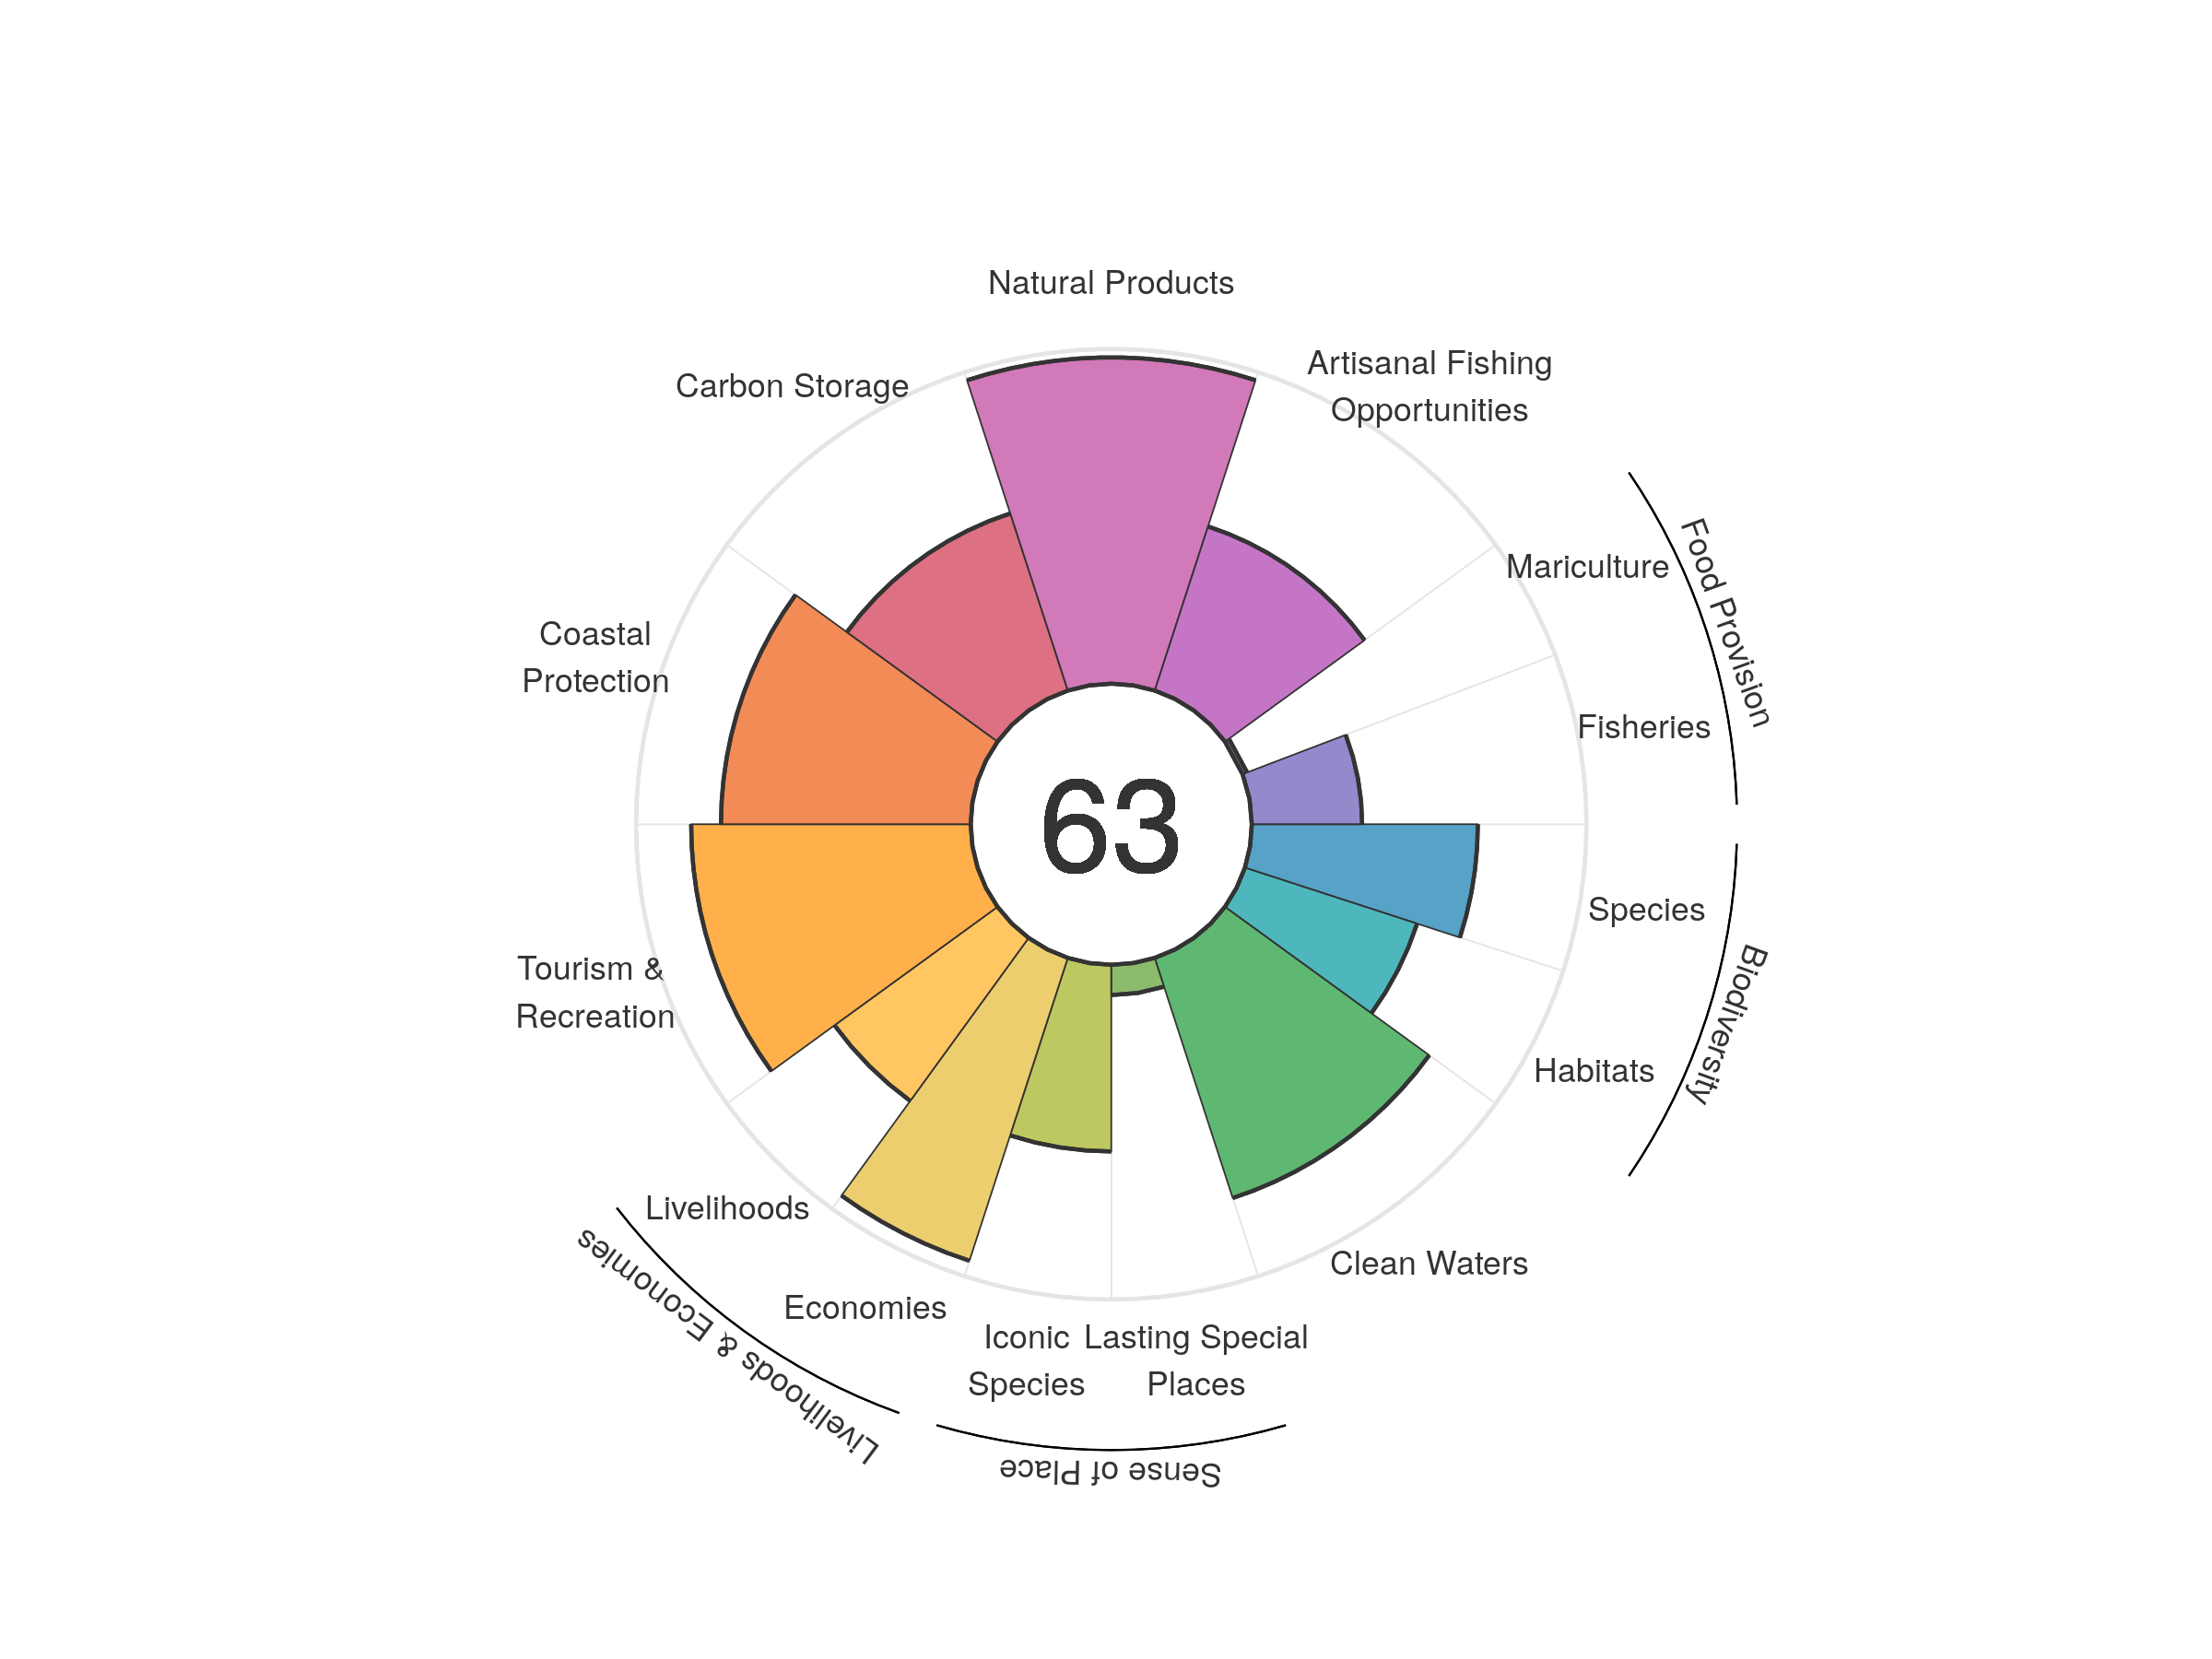 Natural Products
Artisanal Fishing
Opportunities
Carbon Storage
Mariculture
Food Provision
Coastal
Protection
Fisheries
63
Species
Biodiversity
Tourism &
Recreation
Habitats
Livelihoods
Clean Waters
Economies
Livelihoods & Economies
Iconic
Species
Lasting Special
Places
Sense of Place